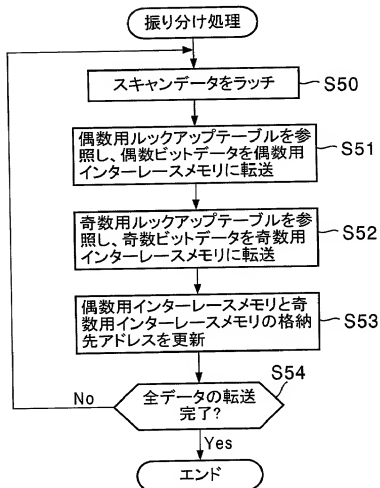 振り分け処理
スキャンデータをラッチ
S50
偶数用ルックアップテーブルを参
照し、偶数ビットデータを偶数用
インターレースメモリに転送
S51
奇数用ルックアップテーブルを参
照し、奇数ビットデータを奇数用
インターレースメモリに転送
S52
偶数用インターレースメモリと奇
数用インターレースメモリの格納
先アドレスを更新
S53
S54
全データの転送
完了?
No
Yes
エンド